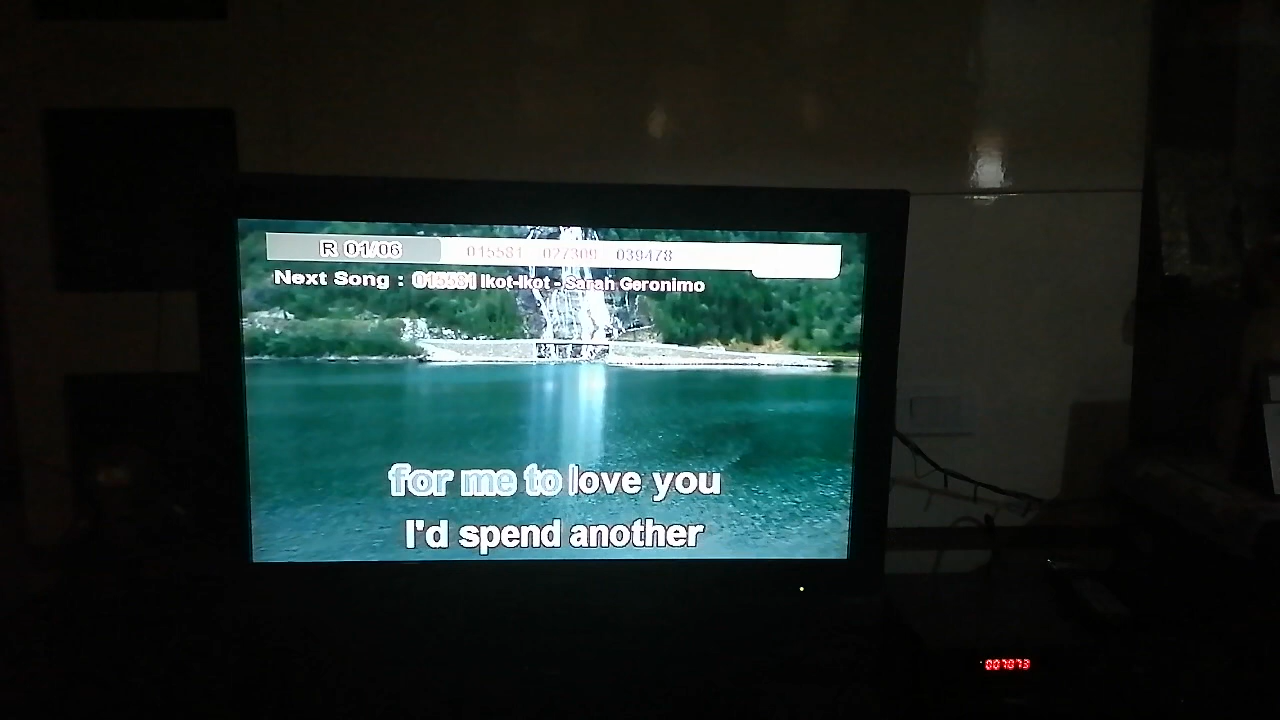 R 01/06 015581 027309 039478
Next Song : 015581 Ikot-Ikot - Sarah Geronimo
for me to love you
I'd spend another
007073